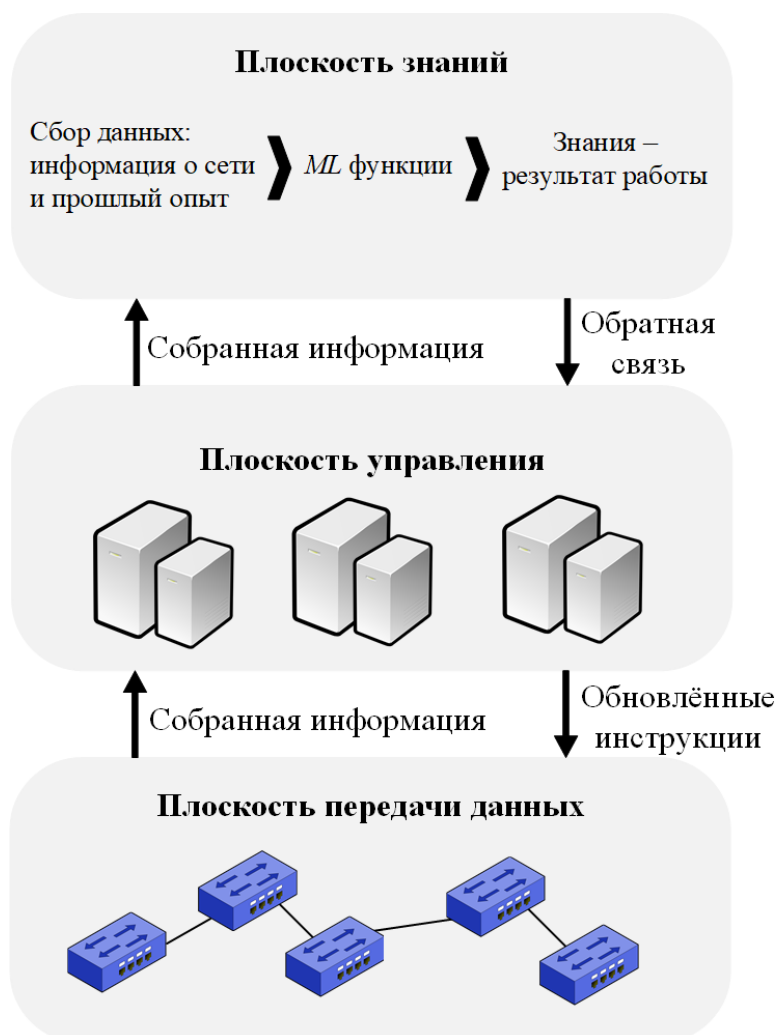 Плоскость знаний
Сбор данных:
информация о сети
и прошлый опыт
ML функции
Знания –
результат работы
Собранная информация
Обратная
связь
Плоскость управления
Собранная информация
Обновлённые
инструкции
Плоскость передачи данных